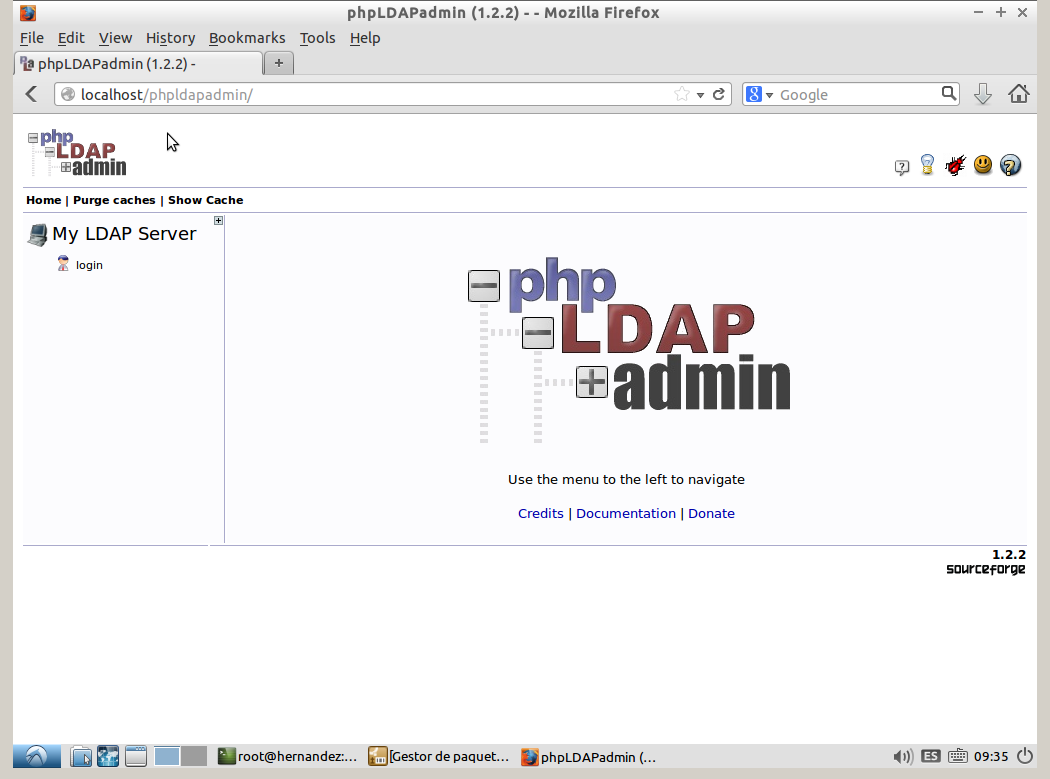 phpLDAPadmin (1.2.2) - - Mozilla Firefox
File Edit View History Bookmarks Tools Help
phpLDAPadmin (1.2.2) -
localhost/phpldapadmin/
8 Google
php
LDAP
admin
Home | Purge caches | Show Cache
My LDAP Server
login
php
LDAP
admin
Use the menu to the left to navigate
Credits | Documentation | Donate
1.2.2
sourceforge
root@hernandez:... [Gestor de paquet... phpLDAPadmin (... ES 09:35